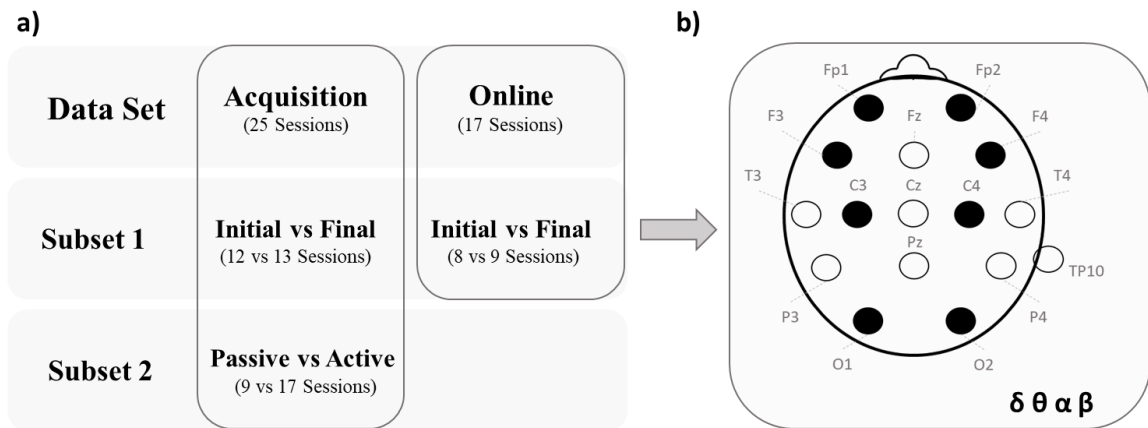 a)
Data Set
Acquisition
(25 Sessions)
Online
(17 Sessions)
Subset 1
Initial vs Final
(12 vs 13 Sessions)
Initial vs Final
(8 vs 9 Sessions)
Subset 2
Passive vs Active
(9 vs 17 Sessions)
b)
Fp1
Fp2
F3
Fz
F4
T3
C3
Cz
C4
T4
Pz
TP10
P3
P4
O1
O2
δ θ α β